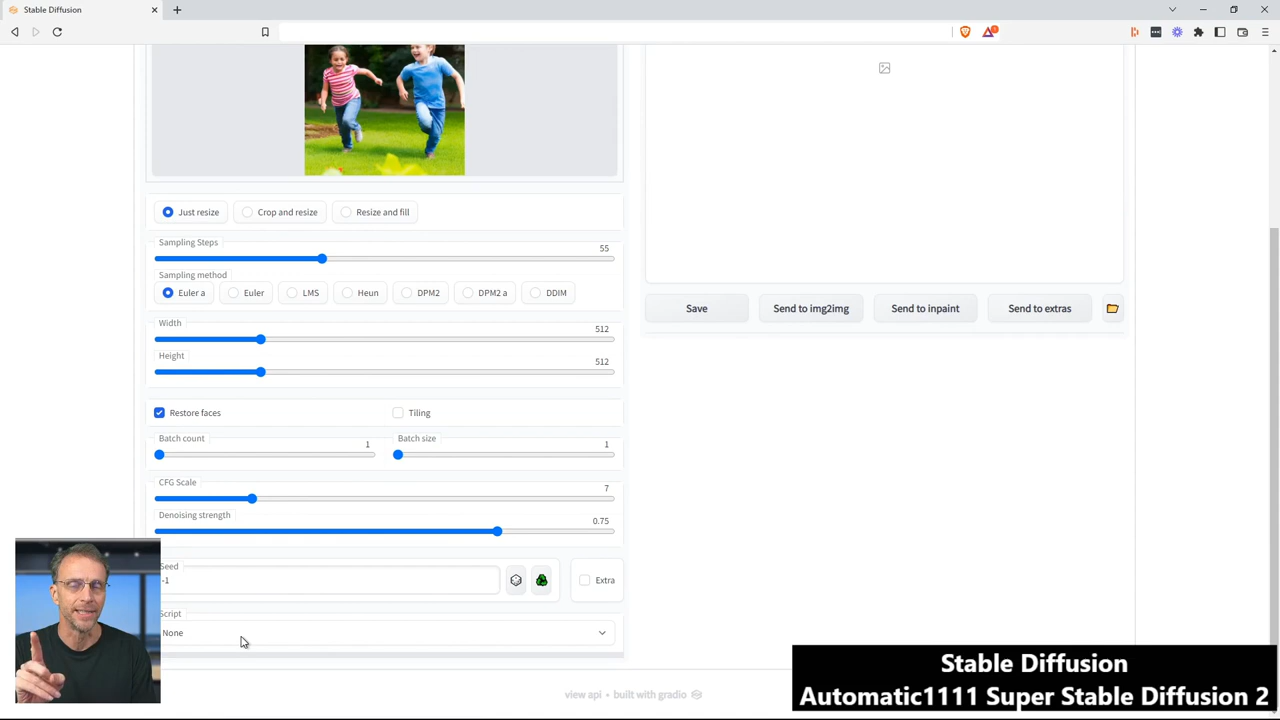 Stable Diffusion
Just resize
Crop and resize
Resize and fill
Sampling Steps
55
Sampling method
Euler a
Euler
LMS
Heun
DPM2
DPM2 a
DDIM
Width
512
Height
512
Restore faces
Tiling
Batch count
1
Batch size
1
CFG Scale
7
Denoising strength
0.75
Seed
-1
Extra
Script
None
Save
Send to img2img
Send to inpaint
Send to extras
view api • built with gradio
Stable Diffusion
Automatic1111 Super Stable Diffusion 2